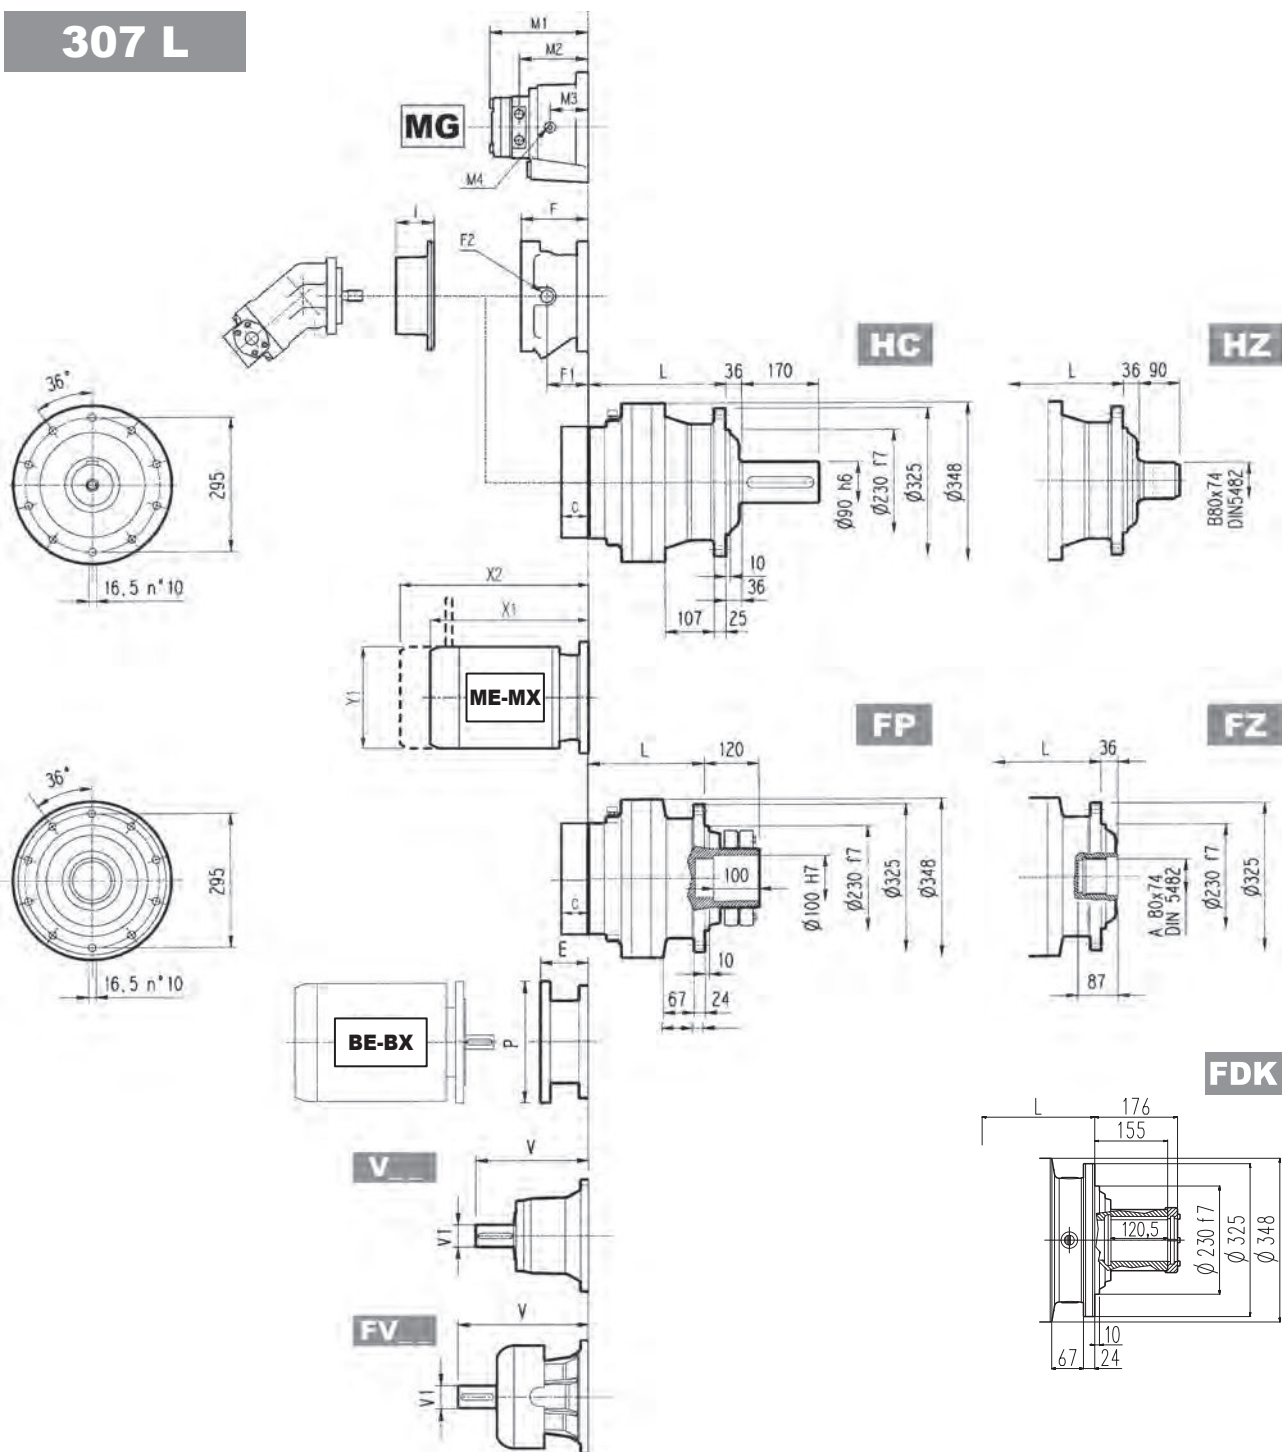 307 L
M1
M2
M3
MG
M4
I
F
F2
HC
HZ
F1
L
36
170
L
36
90
36°
295
16,5 n°10
C
Ø90 h6
Ø230 f7
Ø325
Ø348
B80x74
DIN5482
10
36
107
25
X2
X1
Y1
ME-MX
FP
FZ
L
120
L
36
36°
295
16,5 n°10
C
100
Ø100 H7
Ø230 f7
Ø325
Ø348
A 80x74
DIN 5482
Ø230 f7
Ø325
87
E
10
67
24
BE-BX
P
FDK
L
176
155
120,5
Ø 230 f7
Ø 325
Ø 348
10
67
24
V__
V
V1
FV__
V
V1